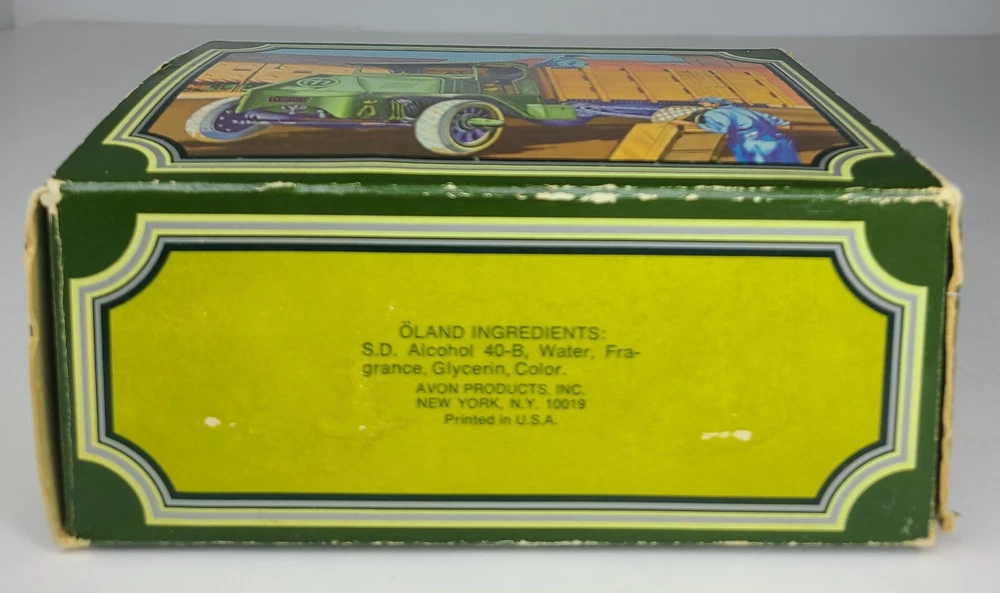 ÖLAND INGREDIENTS:
S.D. Alcohol 40-B, Water, Fra-
grance, Glycerin, Color.
AVON PRODUCTS, INC.
NEW YORK, N.Y. 10019
Printed in U.S.A.